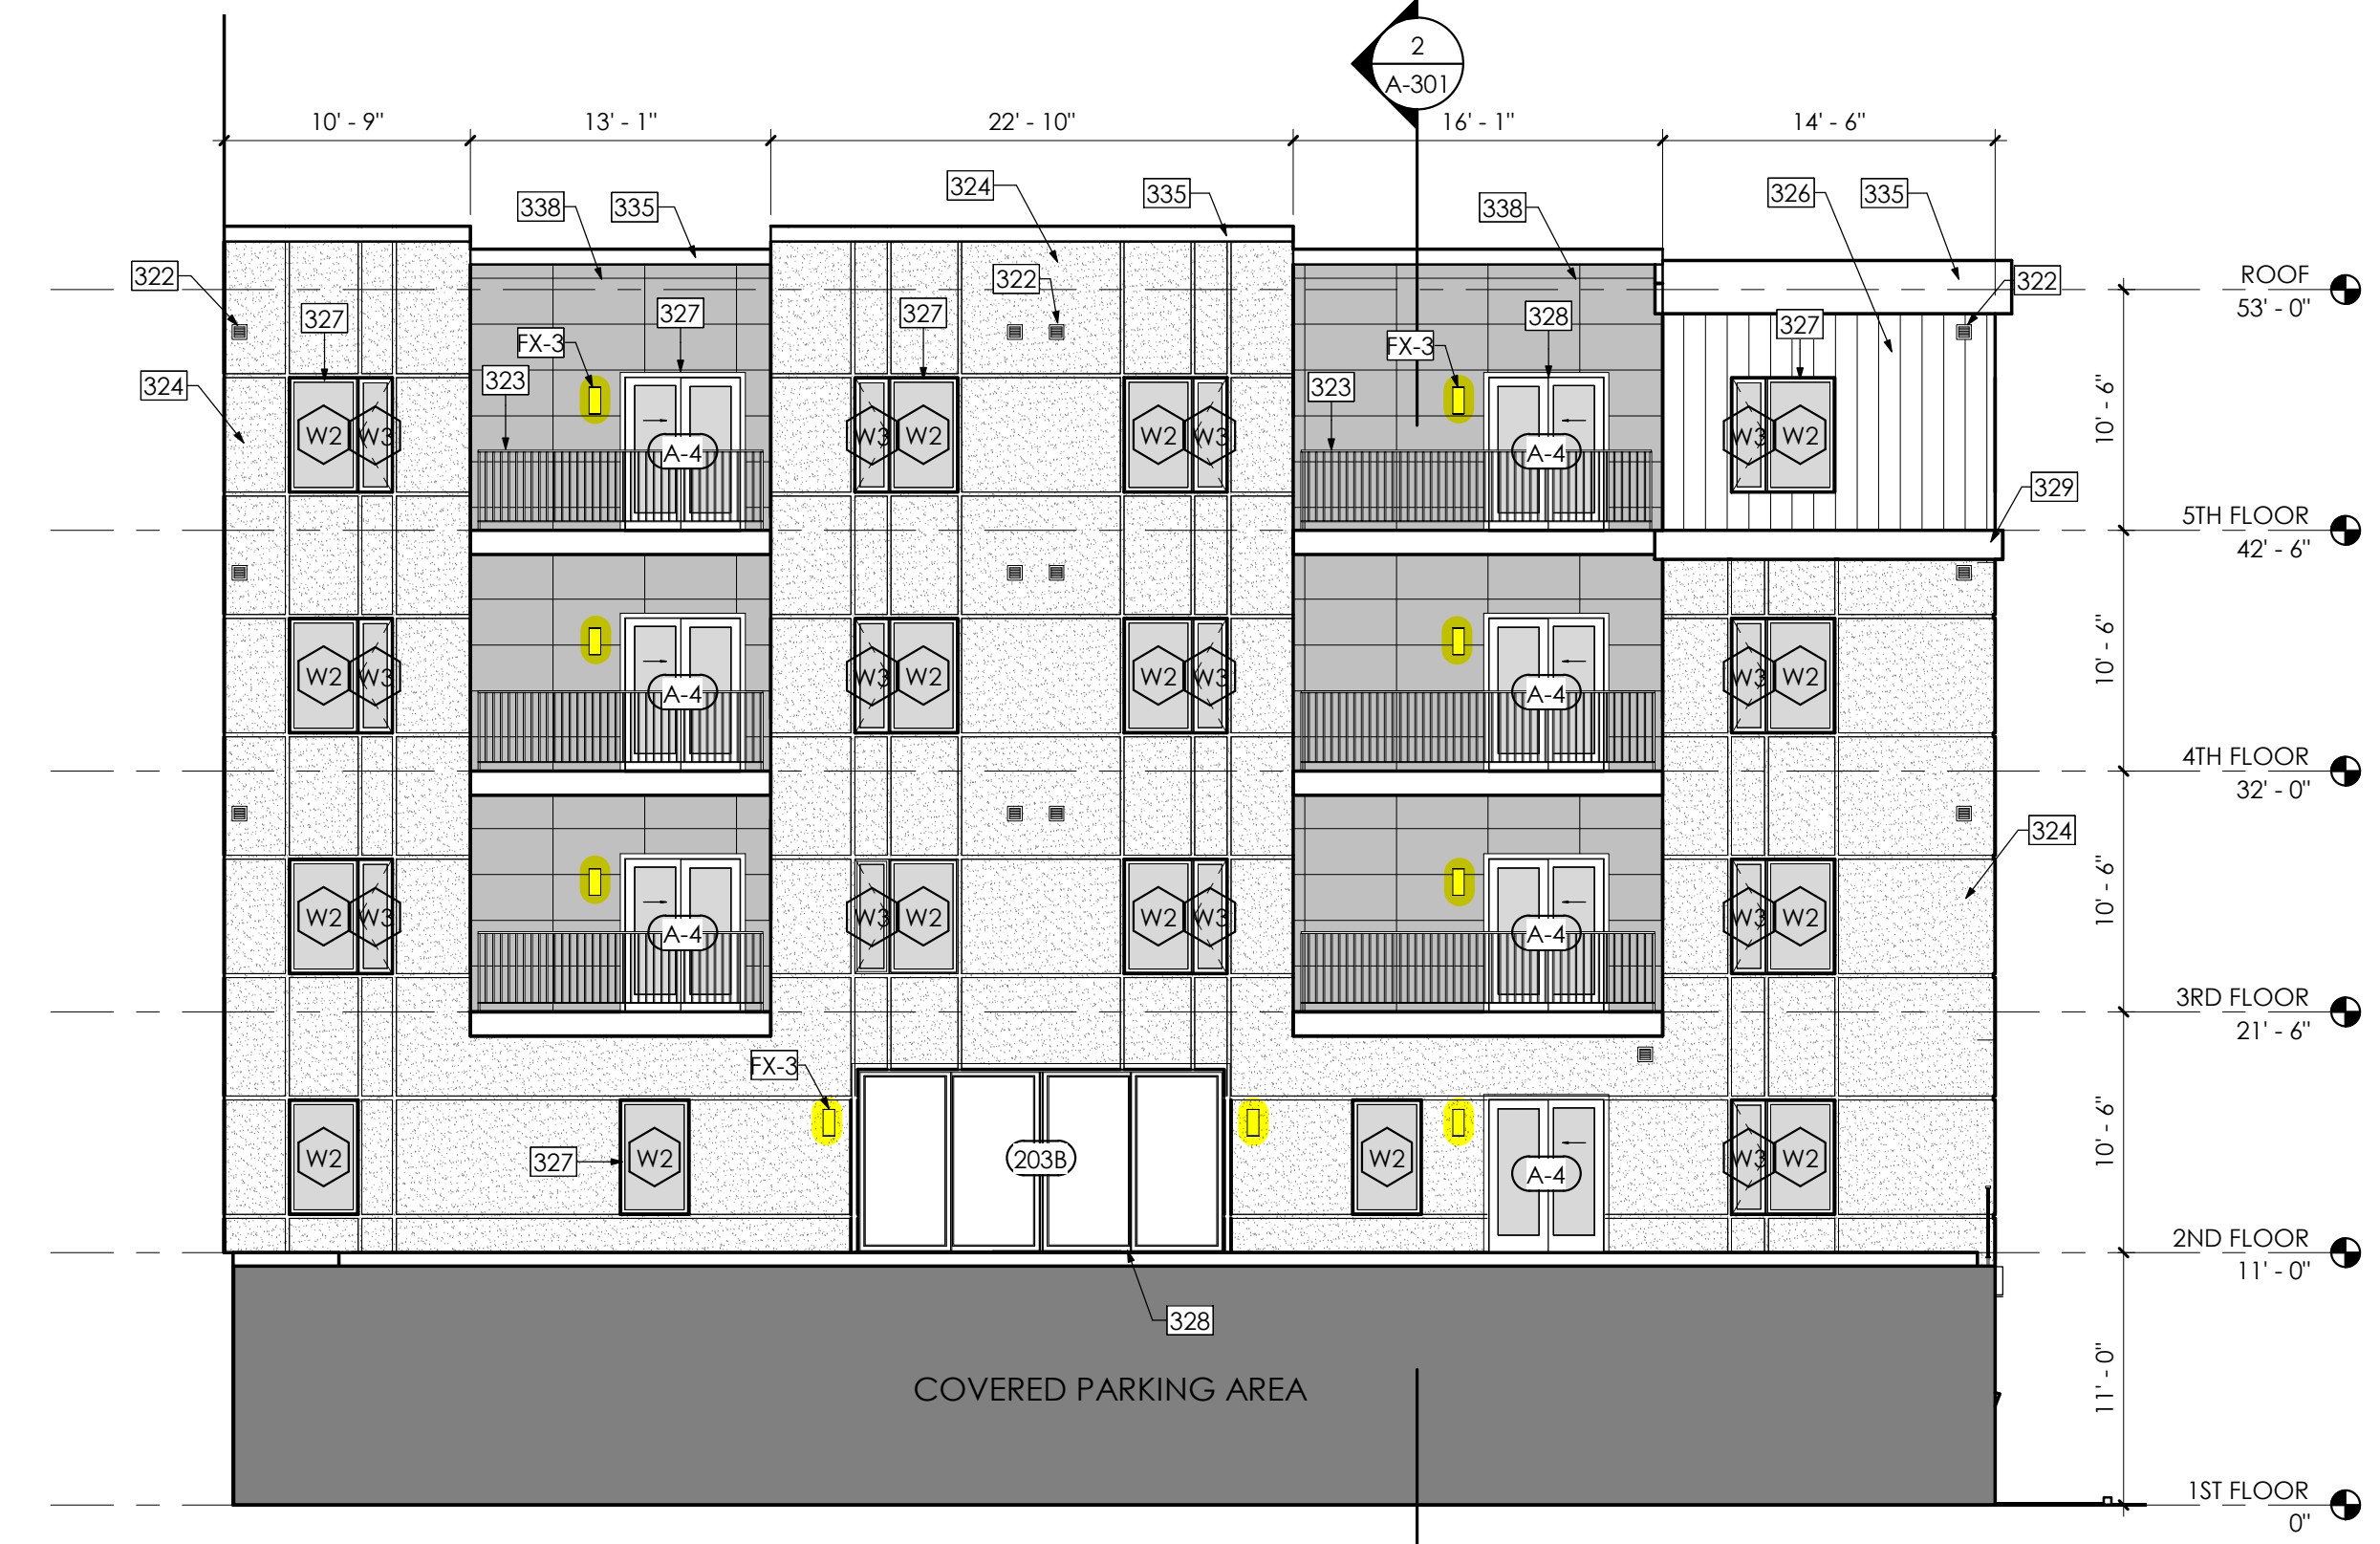 2
A-301
10' - 9"
13' - 1"
22' - 10"
16' - 1"
14' - 6"
338
335
324
335
338
326
335
322
327
327
322
327
328
327
322
ROOF
53' - 0"
FX-3
FX-3
324
323
323
10' - 6"
W2
W3
A-4
W3
W2
W2
W3
A-4
W3
W2
329
5TH FLOOR
42' - 6"
W2
W3
A-4
W3
W2
W2
W3
A-4
W3
W2
10' - 6"
4TH FLOOR
32' - 0"
324
W2
W3
A-4
W3
W2
W2
W3
A-4
W3
W2
10' - 6"
3RD FLOOR
21' - 6"
FX-3
W2
327
W2
203B
W2
A-4
W3
W2
10' - 6"
2ND FLOOR
11' - 0"
328
COVERED PARKING AREA
11' - 0"
1ST FLOOR
0"